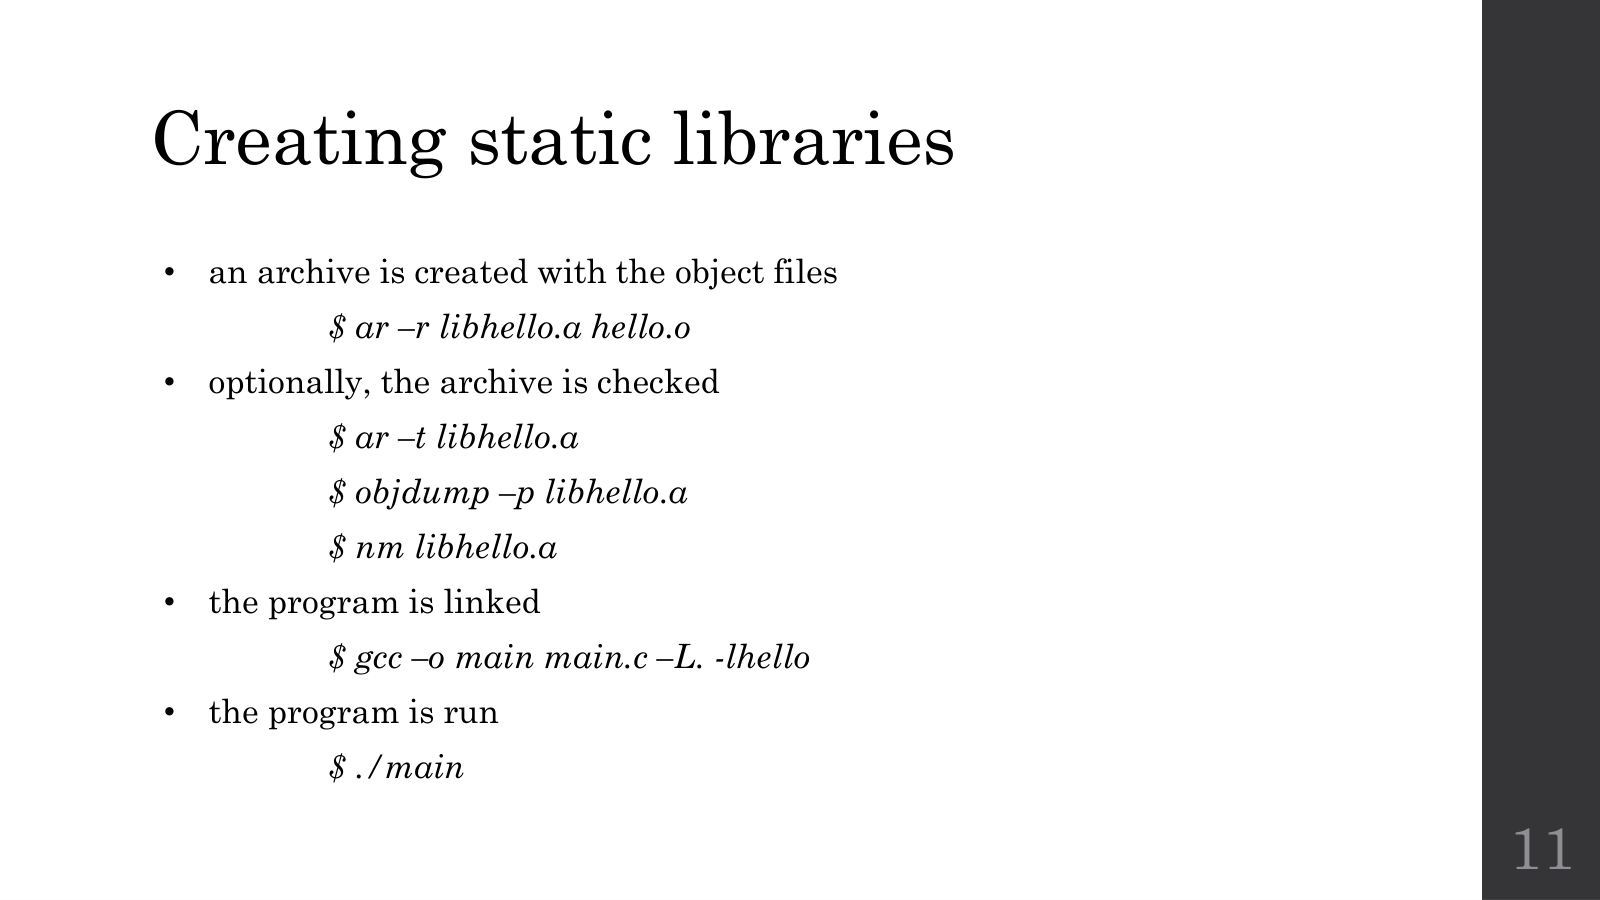 Creating static libraries
• an archive is created with the object files
$ ar –r libhello.a hello.o
• optionally, the archive is checked
$ ar –t libhello.a
$ objdump –p libhello.a
$ nm libhello.a
• the program is linked
$ gcc –o main main.c –L. -lhello
• the program is run
$ ./main
11